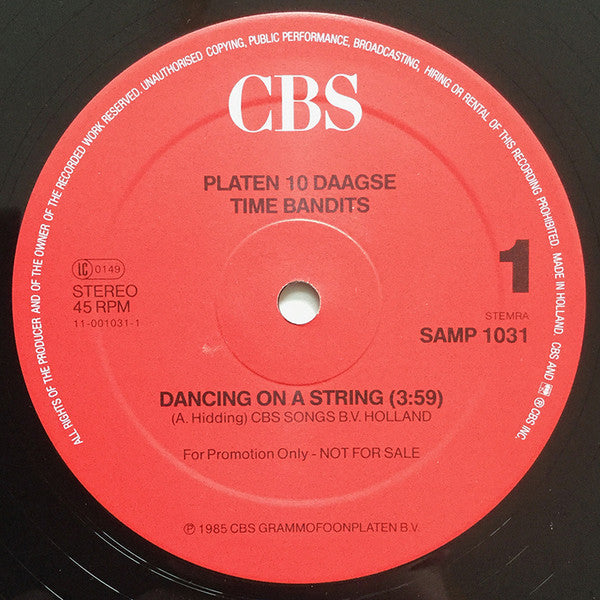 ALL RIGHTS OF THE PRODUCER AND OF THE OWNER OF THE RECORDED WORK RESERVED. UNAUTHORISED COPYING, PUBLIC PERFORMANCE, BROADCASTING, HIRING OR RENTAL OF THIS RECORDING PROHIBITED. MADE IN HOLLAND. CBS AND ® CBS INC.
CBS
PLATEN 10 DAAGSE
TIME BANDITS
LC 0149
STEREO
45 RPM
11-001031-1
1
STEMRA
SAMP 1031
DANCING ON A STRING (3:59)
(A. Hidding) CBS SONGS B.V. HOLLAND
For Promotion Only - NOT FOR SALE
℗ 1985 CBS GRAMMOFOONPLATEN B.V.